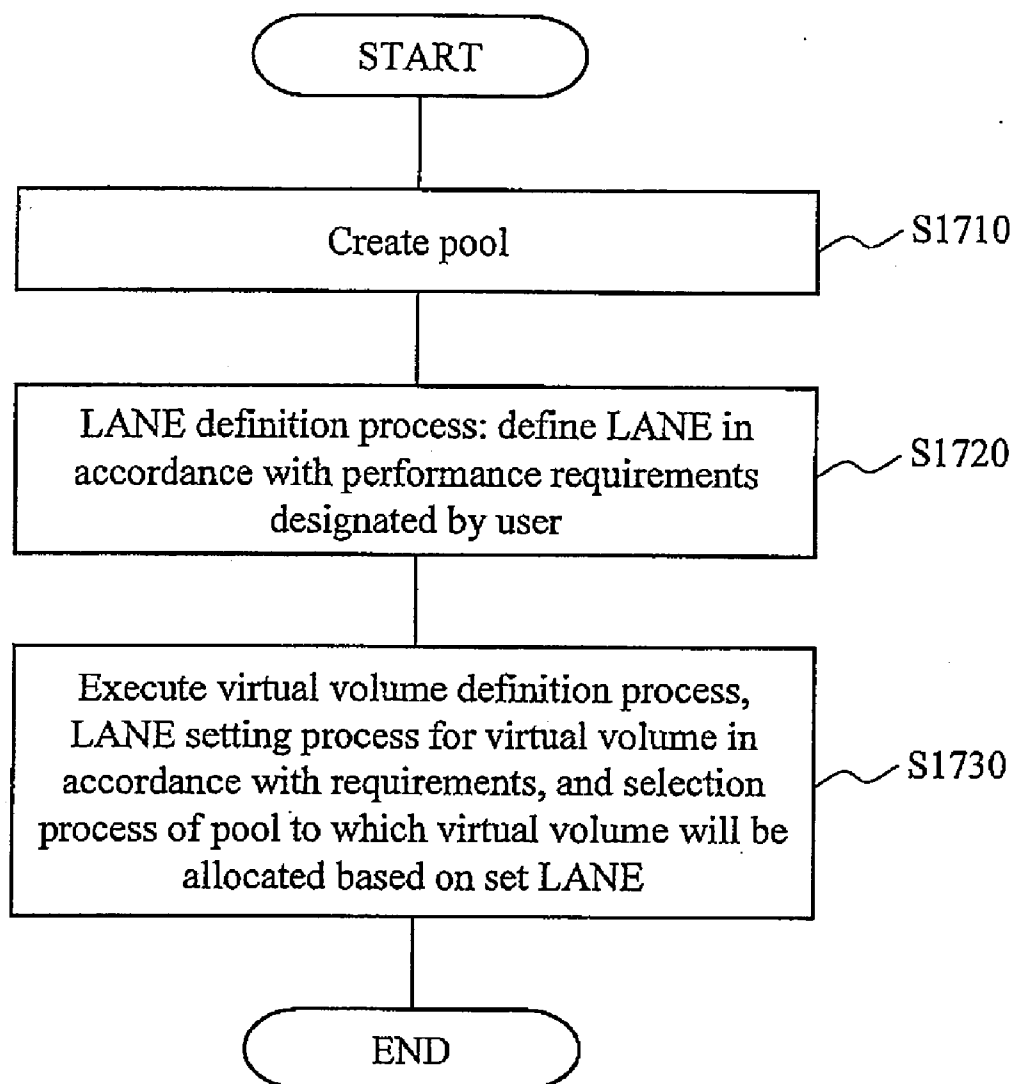 START
Create pool
S1710
LANE definition process: define LANE in
accordance with performance requirements
designated by user
S1720
Execute virtual volume definition process,
LANE setting process for virtual volume in
accordance with requirements, and selection
process of pool to which virtual volume will be
allocated based on set LANE
S1730
END